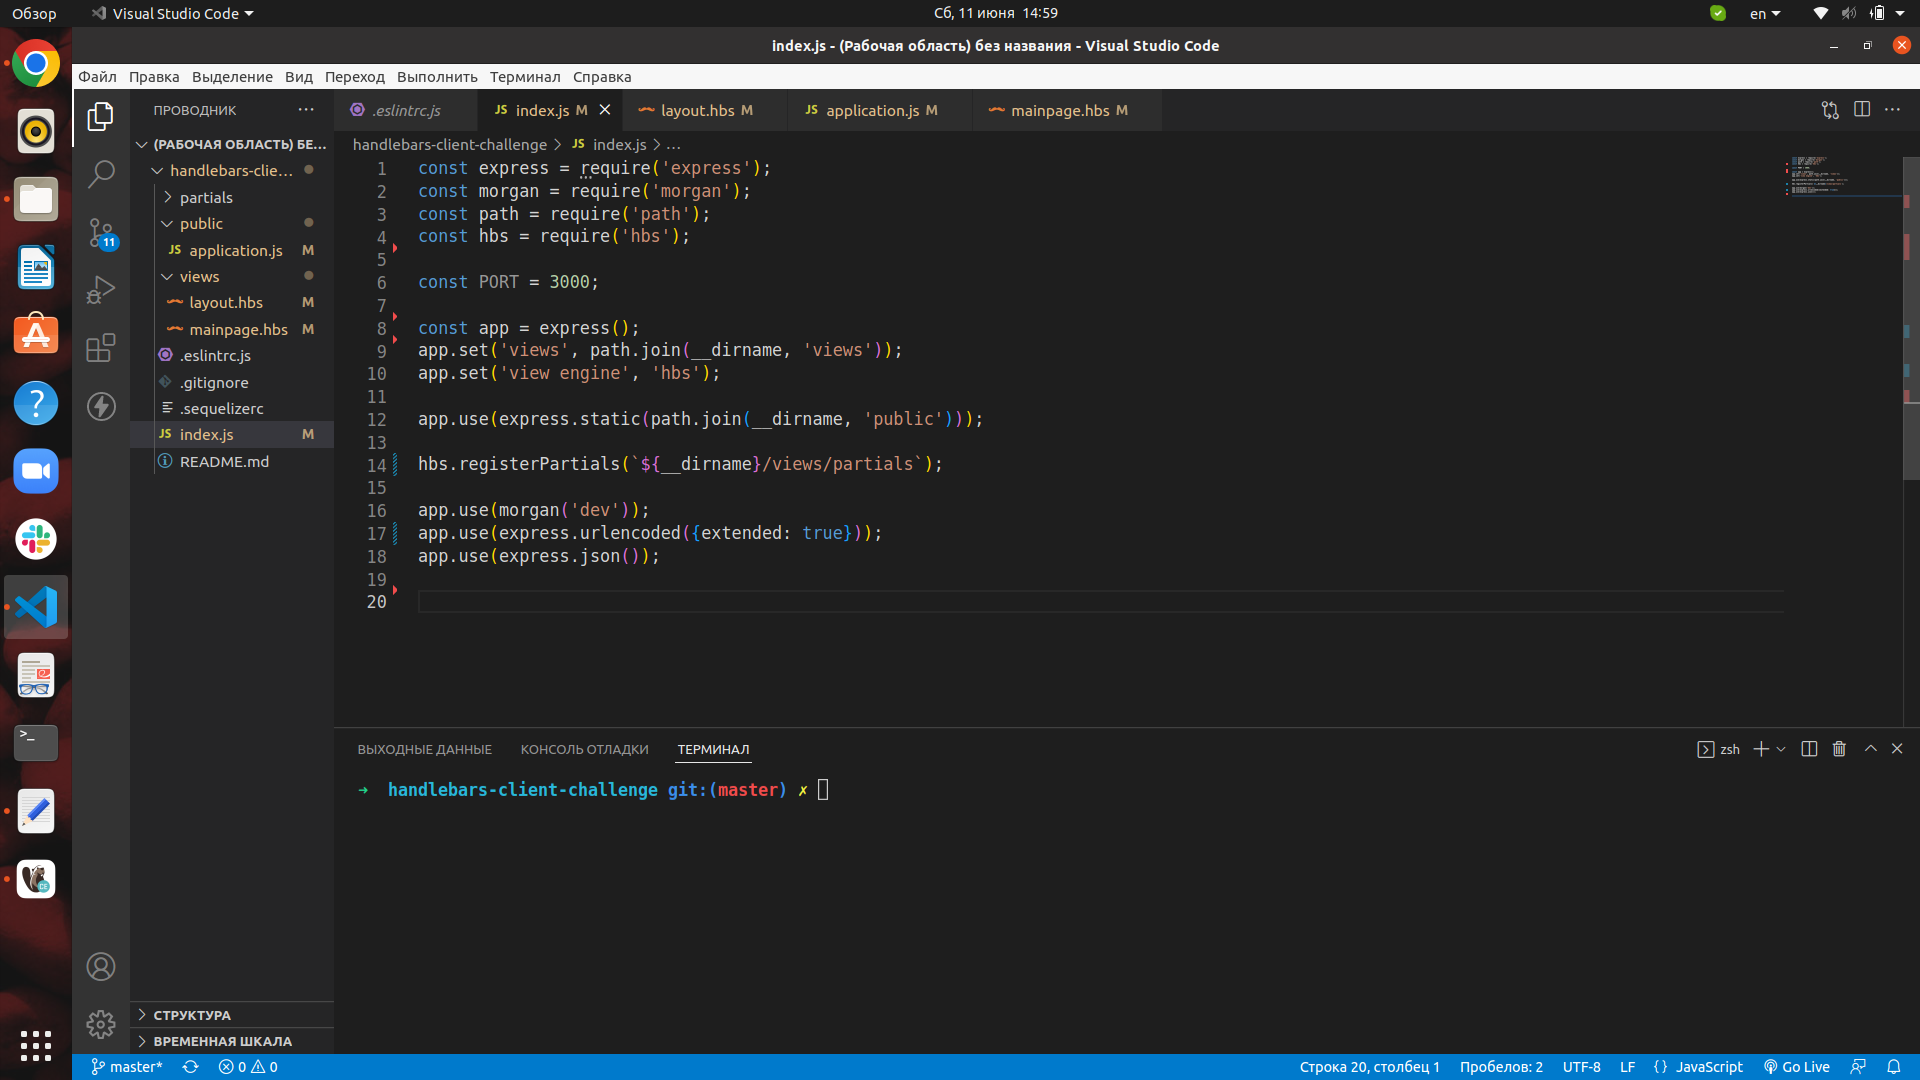 Обзор
Visual Studio Code
Сб, 11 июня 14:59
en
index.js - (Рабочая область) без названия - Visual Studio Code
Файл Правка Выделение Вид Переход Выполнить Терминал Справка
ПРОВОДНИК
(РАБОЧАЯ ОБЛАСТЬ) БЕ...
handlebars-clie...
partials
public
JS application.js M
views
layout.hbs M
mainpage.hbs M
.eslintrc.js
.gitignore
.sequelizerc
JS index.js M
README.md
11
СТРУКТУРА
ВРЕМЕННАЯ ШКАЛА
.eslintrc.js
JS index.js M
layout.hbs M
JS application.js M
mainpage.hbs M
handlebars-client-challenge > JS index.js > ...
1 const express = require('express');
2 const morgan = require('morgan');
3 const path = require('path');
4 const hbs = require('hbs');
5
6 const PORT = 3000;
7
8 const app = express();
9 app.set('views', path.join(__dirname, 'views'));
10 app.set('view engine', 'hbs');
11
12 app.use(express.static(path.join(__dirname, 'public')));
13
14 hbs.registerPartials(`${__dirname}/views/partials`);
15
16 app.use(morgan('dev'));
17 app.use(express.urlencoded({extended: true}));
18 app.use(express.json());
19
20
ВЫХОДНЫЕ ДАННЫЕ КОНСОЛЬ ОТЛАДКИ ТЕРМИНАЛ
zsh
➜ handlebars-client-challenge git:(master) ✗
master*
0 0
Строка 20, столбец 1
Пробелов: 2
UTF-8
LF
{ } JavaScript
Go Live